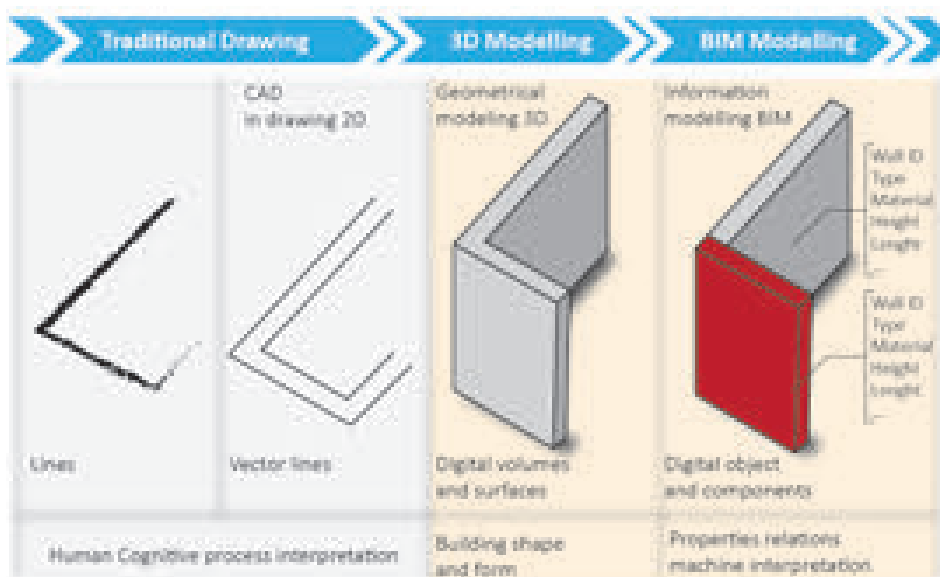 Traditional Drawing
3D Modelling
BIM Modelling
CAD
in drawing 2D
Geometrical
modeling 3D
Information
modelling BIM
Wall ID
Type
Material
Height
Lenght
Wall ID
Type
Material
Height
Lenght
Lines
Vector lines
Digital volumes
and surfaces
Digital object
and components
Human Cognitive process interpretation
Building shape
and form
Properties relations
machine interpretation